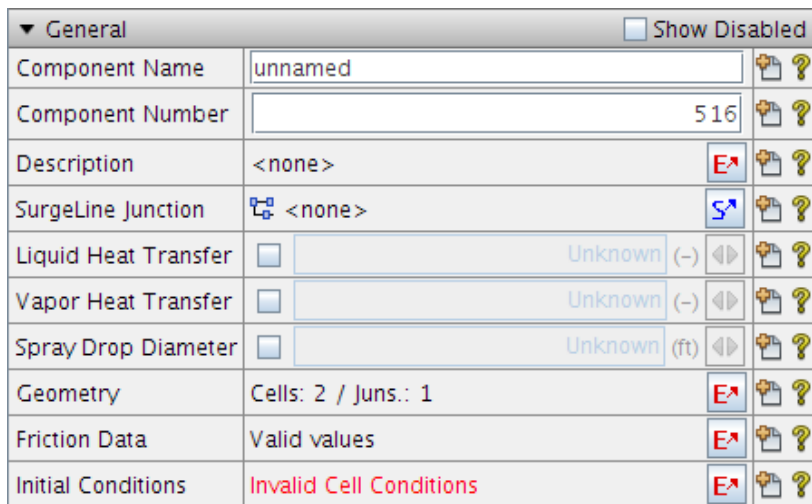 ▼ General Show Disabled
Component Name unnamed
Component Number 516
Description <none> E
SurgeLine Junction <none> S
Liquid Heat Transfer Unknown (-)
Vapor Heat Transfer Unknown (-)
Spray Drop Diameter Unknown (ft)
Geometry Cells: 2 / Juns.: 1 E
Friction Data Valid values E
Initial Conditions Invalid Cell Conditions E